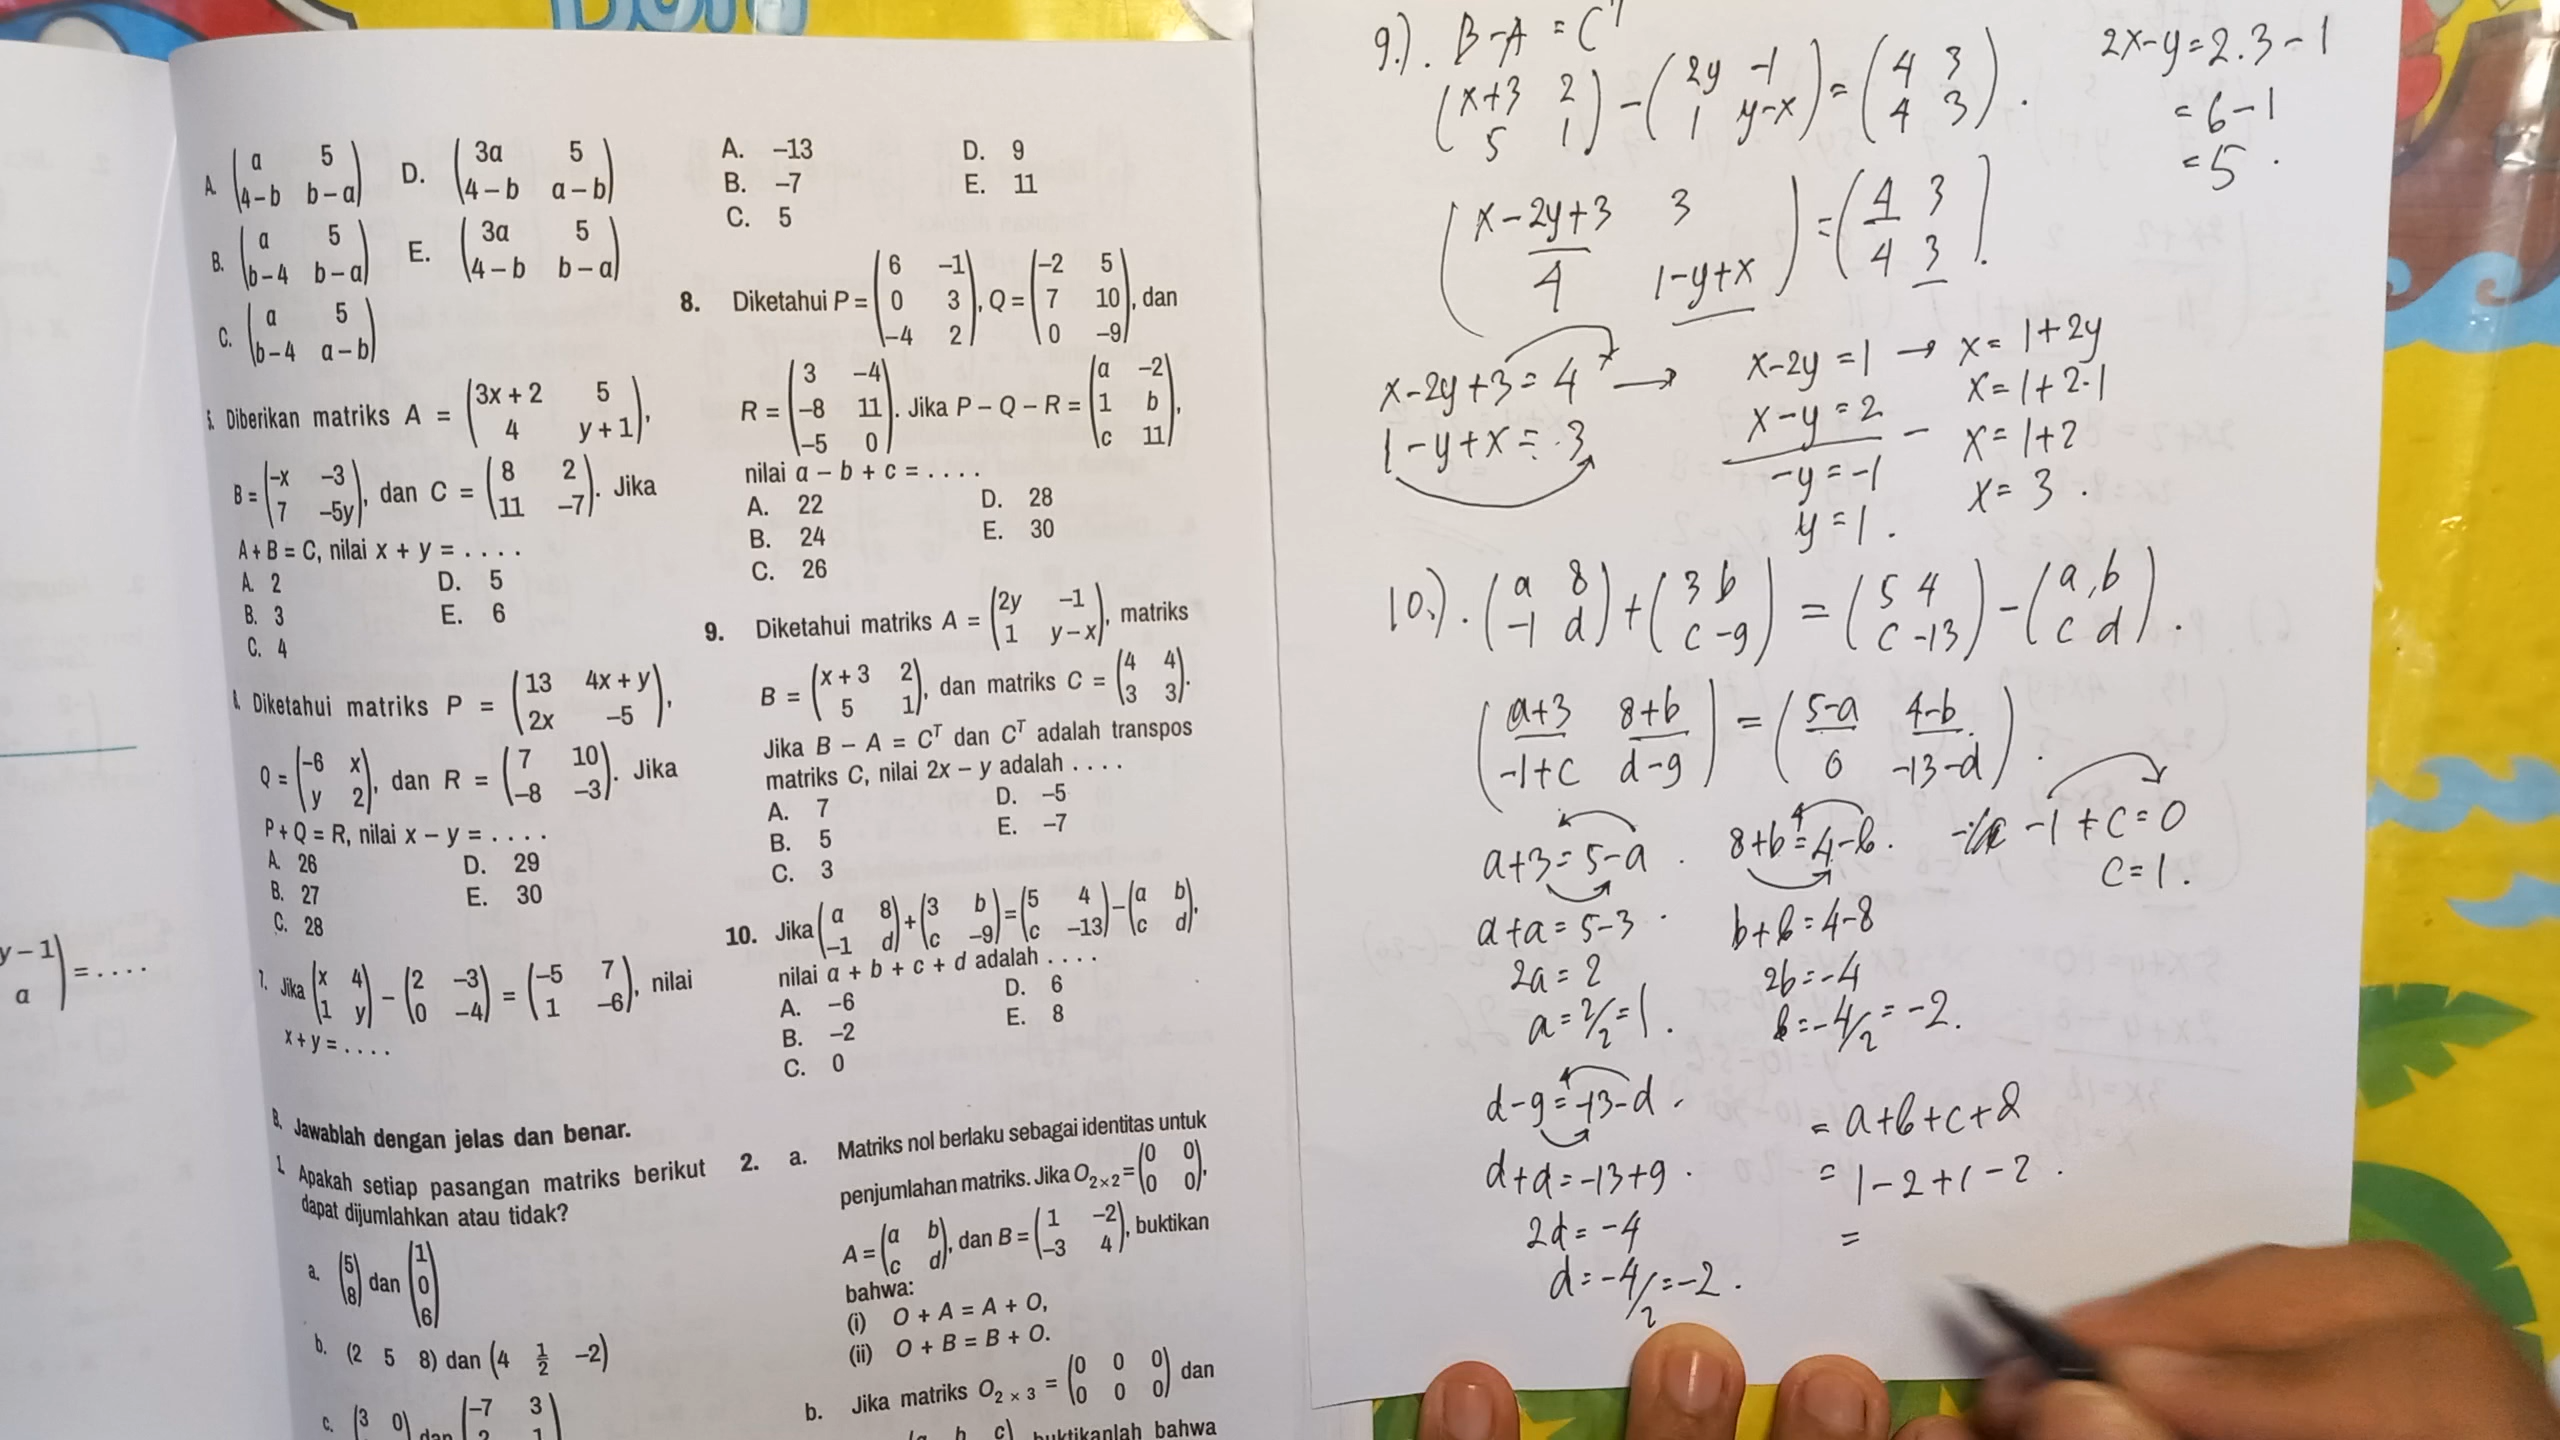 y – 1
a ) = . . . .
A. (a 5; 4 – b b – a) D. (3a 5; 4 – b a – b)
B. (a 5; b – 4 b – a) E. (3a 5; 4 – b b – a)
C. (a 5; b – 4 a – b)
5. Diberikan matriks A = (3x + 2 5; 4 y + 1),
B = (–x –3; 7 –5y), dan C = (8 2; 11 –7). Jika
A + B = C, nilai x + y = . . . .
A. 2 D. 5
B. 3 E. 6
C. 4
Diketahui matriks P = (13 4x + y; 2x –5),
Q = (–6 x; y 2), dan R = (7 10; –8 –3). Jika
P + Q = R, nilai x – y = . . . .
A. 26 D. 29
B. 27 E. 30
C. 28
7. Jika (x 4; 1 y) – (2 –3; 0 –4) = (–5 7; 1 –6), nilai
x + y = . . . .
B. Jawablah dengan jelas dan benar.
1. Apakah setiap pasangan matriks berikut
dapat dijumlahkan atau tidak?
a. (5; 8) dan (1; 0; 6)
b. (2 5 8) dan (4 1/2 –2)
c. (3 0) dan (–7 3; 2 1)
A. –13 D. 9
B. –7 E. 11
C. 5
8. Diketahui P = (6 –1; 0 3; –4 2), Q = (–2 5; 7 10; 0 –9), dan
R = (3 –4; –8 11; –5 0). Jika P – Q – R = (a –2; 1 b; c 11),
nilai a – b + c = . . . .
A. 22 D. 28
B. 24 E. 30
C. 26
9. Diketahui matriks A = (2y –1; 1 y – x), matriks
B = (x + 3 2; 5 1), dan matriks C = (4 4; 3 3).
Jika B – A = Cᵀ dan Cᵀ adalah transpos
matriks C, nilai 2x – y adalah . . . .
A. 7 D. –5
B. 5 E. –7
C. 3
10. Jika (a 8; –1 d) + (3 b; c –9) = (5 4; c –13) – (a b; c d),
nilai a + b + c + d adalah . . . .
A. –6 D. 6
B. –2 E. 8
C. 0
2. a. Matriks nol berlaku sebagai identitas untuk
penjumlahan matriks. Jika O₂ₓ₂ = (0 0; 0 0),
A = (a b; c d), dan B = (1 –2; –3 4), buktikan
bahwa:
(i) O + A = A + O,
(ii) O + B = B + O.
b. Jika matriks O₂ ₓ ₃ = (0 0 0; 0 0 0) dan
(a b c) buktikanlah bahwa
9.). B-A = Cᵀ
(x+3 2; 5 1) - (2y -1; 1 y-x) = (4 3; 4 3).
(x-2y+3 3; 4 1-y+x) = (4 3; 4 3).
x-2y+3 = 4 → x-2y = 1 → x = 1+2y
1-y+x = 3 x-y = 2 -
-y = -1
y = 1.
x = 1+2·1
x = 1+2
x = 3.
2x-y = 2.3-1
= 6-1
= 5.
10.). (a 8; -1 d) + (3 b; c -9) = (5 4; c -13) - (a, b; c d).
(a+3 8+b; -1+c d-9) = (5-a 4-b; 0 -13-d).
a+3 = 5-a. 8+b = 4-b. -1+c = 0
a+a = 5-3. b+b = 4-8 c = 1.
2a = 2 2b = -4
a = 2/2 = 1. b = -4/2 = -2.
d-9 = -13-d. = a+b+c+d
d+d = -13+9. = 1-2+1-2.
2d = -4 =
d = -4/2 = -2.